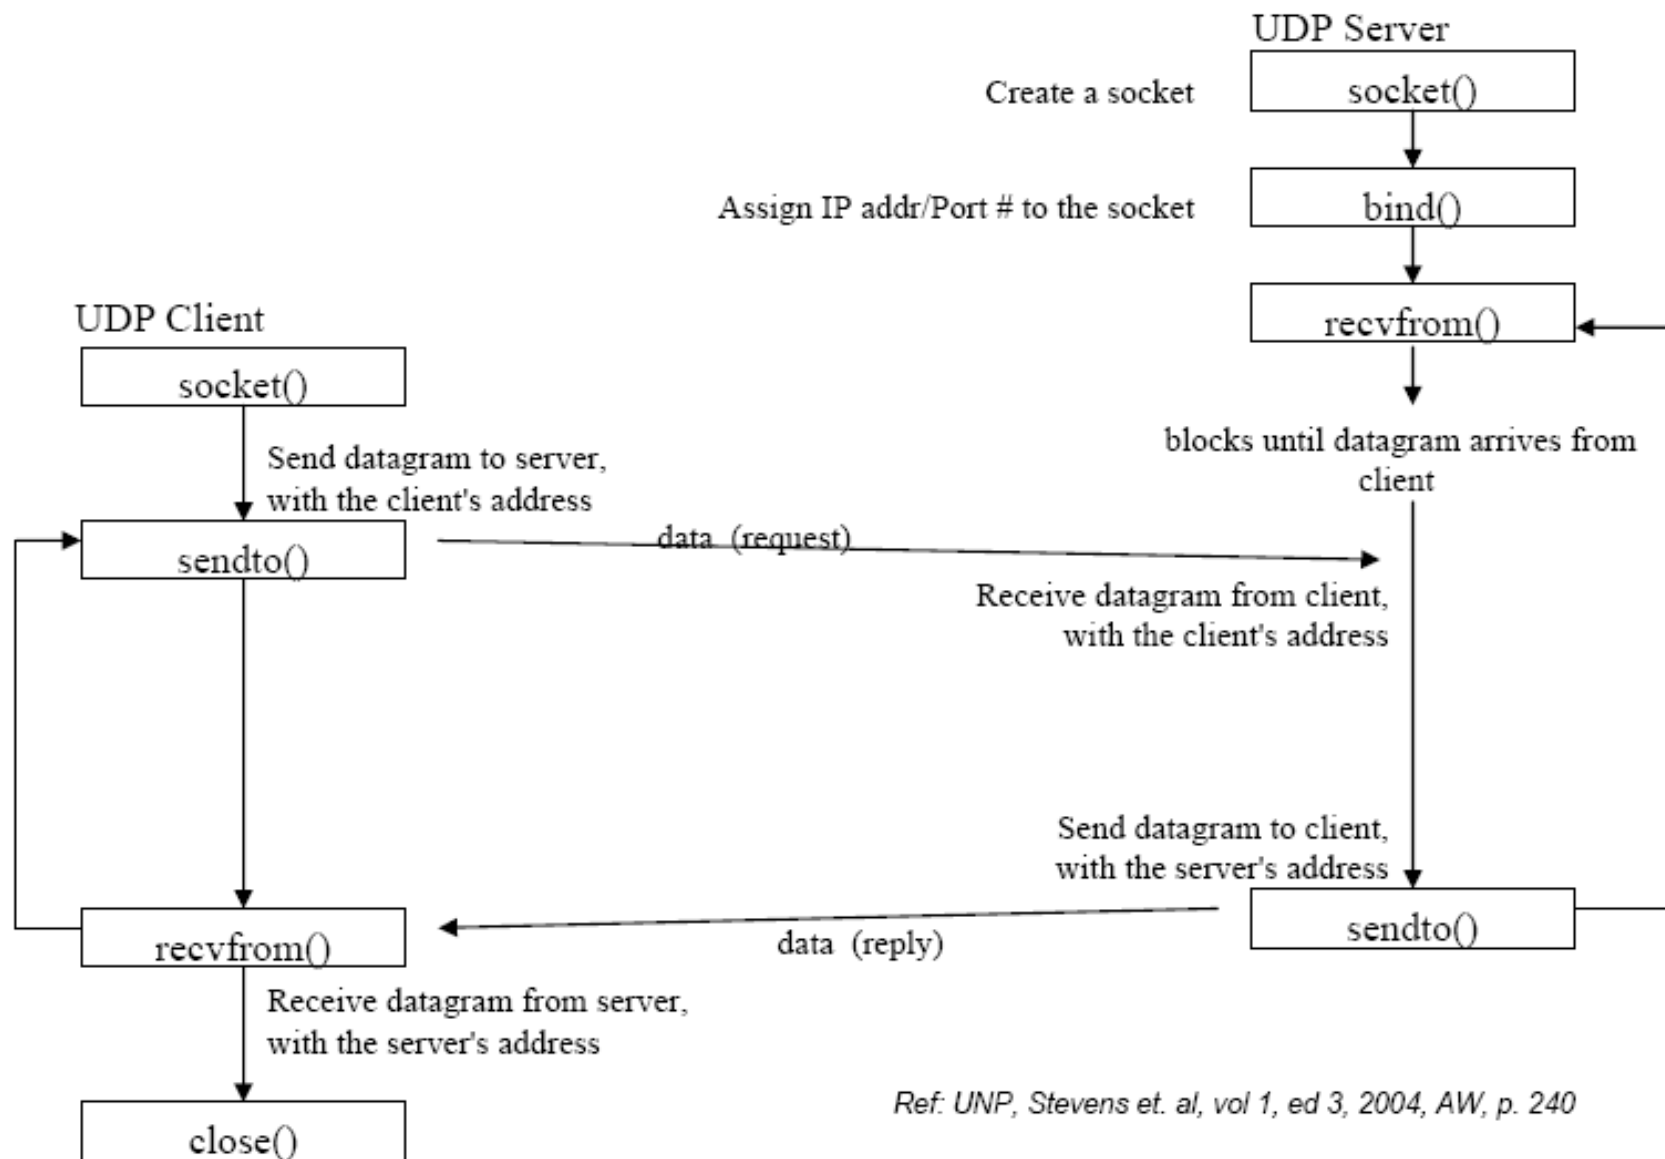 UDP Server
socket()
Create a socket
bind()
Assign IP addr/Port # to the socket
recvfrom()
blocks until datagram arrives from
client
UDP Client
socket()
Send datagram to server,
with the client's address
sendto()
data (request)
Receive datagram from client,
with the client's address
Send datagram to client,
with the server's address
sendto()
data (reply)
recvfrom()
Receive datagram from server,
with the server's address
close()
Ref: UNP, Stevens et. al, vol 1, ed 3, 2004, AW, p. 240